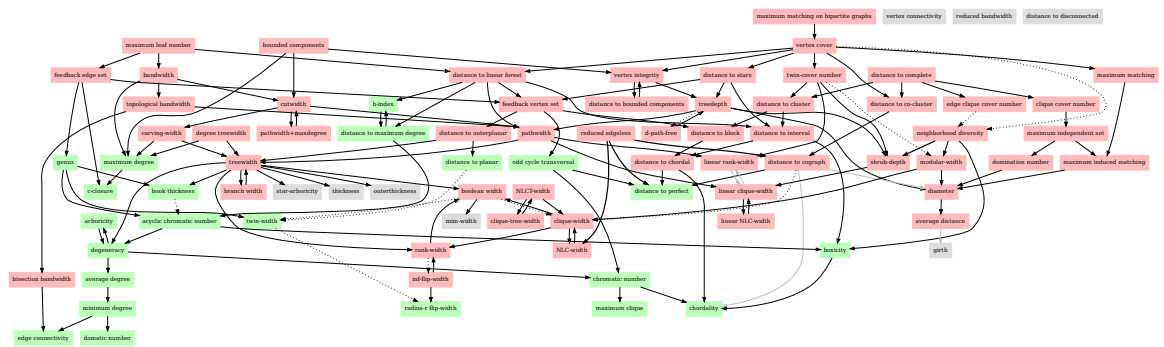 maximum matching on bipartite graphs
vertex connectivity
reduced bandwidth
distance to disconnected
maximum leaf number
bounded components
vertex cover
feedback edge set
bandwidth
distance to linear forest
vertex integrity
distance to stars
twin-cover number
distance to complete
maximum matching
topological bandwidth
cutwidth
h-index
feedback vertex set
distance to bounded components
treedepth
distance to cluster
distance to co-cluster
edge clique cover number
clique cover number
carving-width
degree treewidth
pathwidth+maxdegree
distance to maximum degree
distance to outerplanar
pathwidth
reduced edgeless
d-path-free
distance to block
distance to interval
neighborhood diversity
maximum independent set
genus
maximum degree
treewidth
distance to planar
odd cycle transversal
distance to chordal
linear rank-width
distance to cograph
shrub-depth
modular-width
domination number
maximum induced matching
c-closure
book thickness
branch width
star-arboricity
thickness
outerthickness
boolean width
NLCT-width
distance to perfect
linear clique-width
diameter
arboricity
acyclic chromatic number
twin-width
mim-width
clique-tree-width
clique-width
linear NLC-width
average distance
degeneracy
rank-width
NLC-width
boxicity
girth
bisection bandwidth
average degree
inf-flip-width
chromatic number
minimum degree
radius-r flip-width
maximum clique
chordality
edge connectivity
domatic number